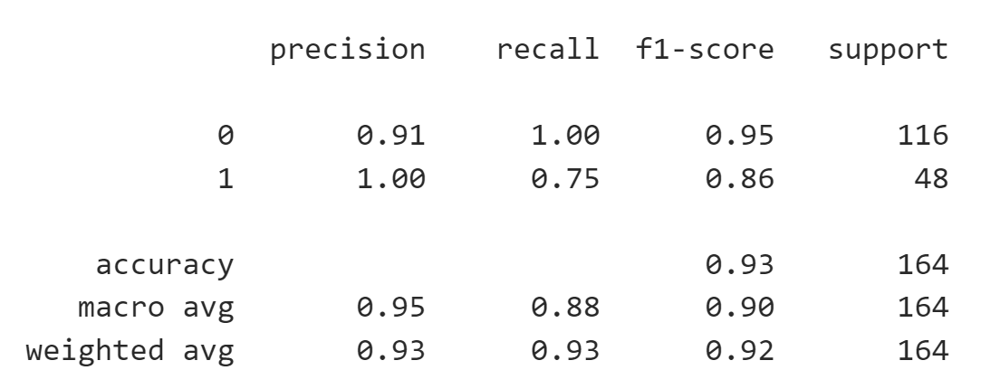 precision recall f1-score support
0 0.91 1.00 0.95 116
1 1.00 0.75 0.86 48
accuracy 0.93 164
macro avg 0.95 0.88 0.90 164
weighted avg 0.93 0.93 0.92 164